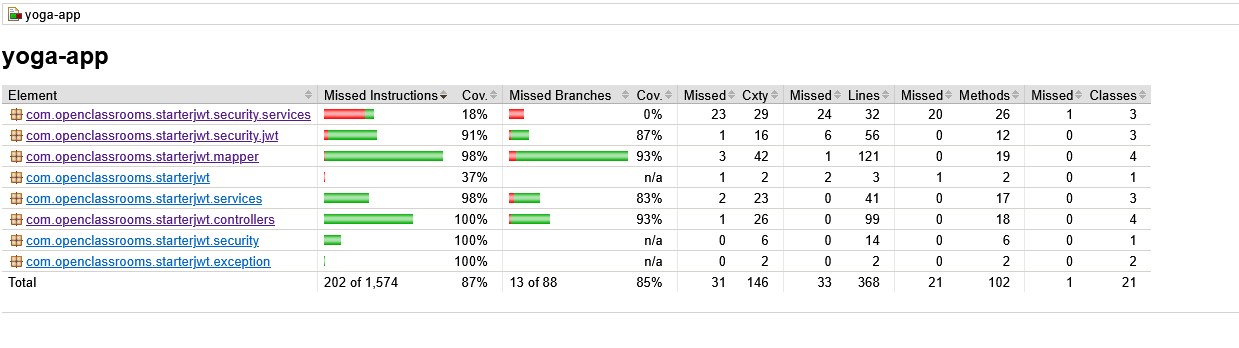 yoga-app
yoga-app
Element Missed Instructions Cov. Missed Branches Cov. Missed Cxty Missed Lines Missed Methods Missed Classes
com.openclassrooms.starterjwt.security.services 18% 0% 23 29 24 32 20 26 1 3
com.openclassrooms.starterjwt.security.jwt 91% 87% 1 16 6 56 0 12 0 3
com.openclassrooms.starterjwt.mapper 98% 93% 3 42 1 121 0 19 0 4
com.openclassrooms.starterjwt 37% n/a 1 2 2 3 1 2 0 1
com.openclassrooms.starterjwt.services 98% 83% 2 23 0 41 0 17 0 3
com.openclassrooms.starterjwt.controllers 100% 93% 1 26 0 99 0 18 0 4
com.openclassrooms.starterjwt.security 100% n/a 0 6 0 14 0 6 0 1
com.openclassrooms.starterjwt.exception 100% n/a 0 2 0 2 0 2 0 2
Total 202 of 1,574 87% 13 of 88 85% 31 146 33 368 21 102 1 21